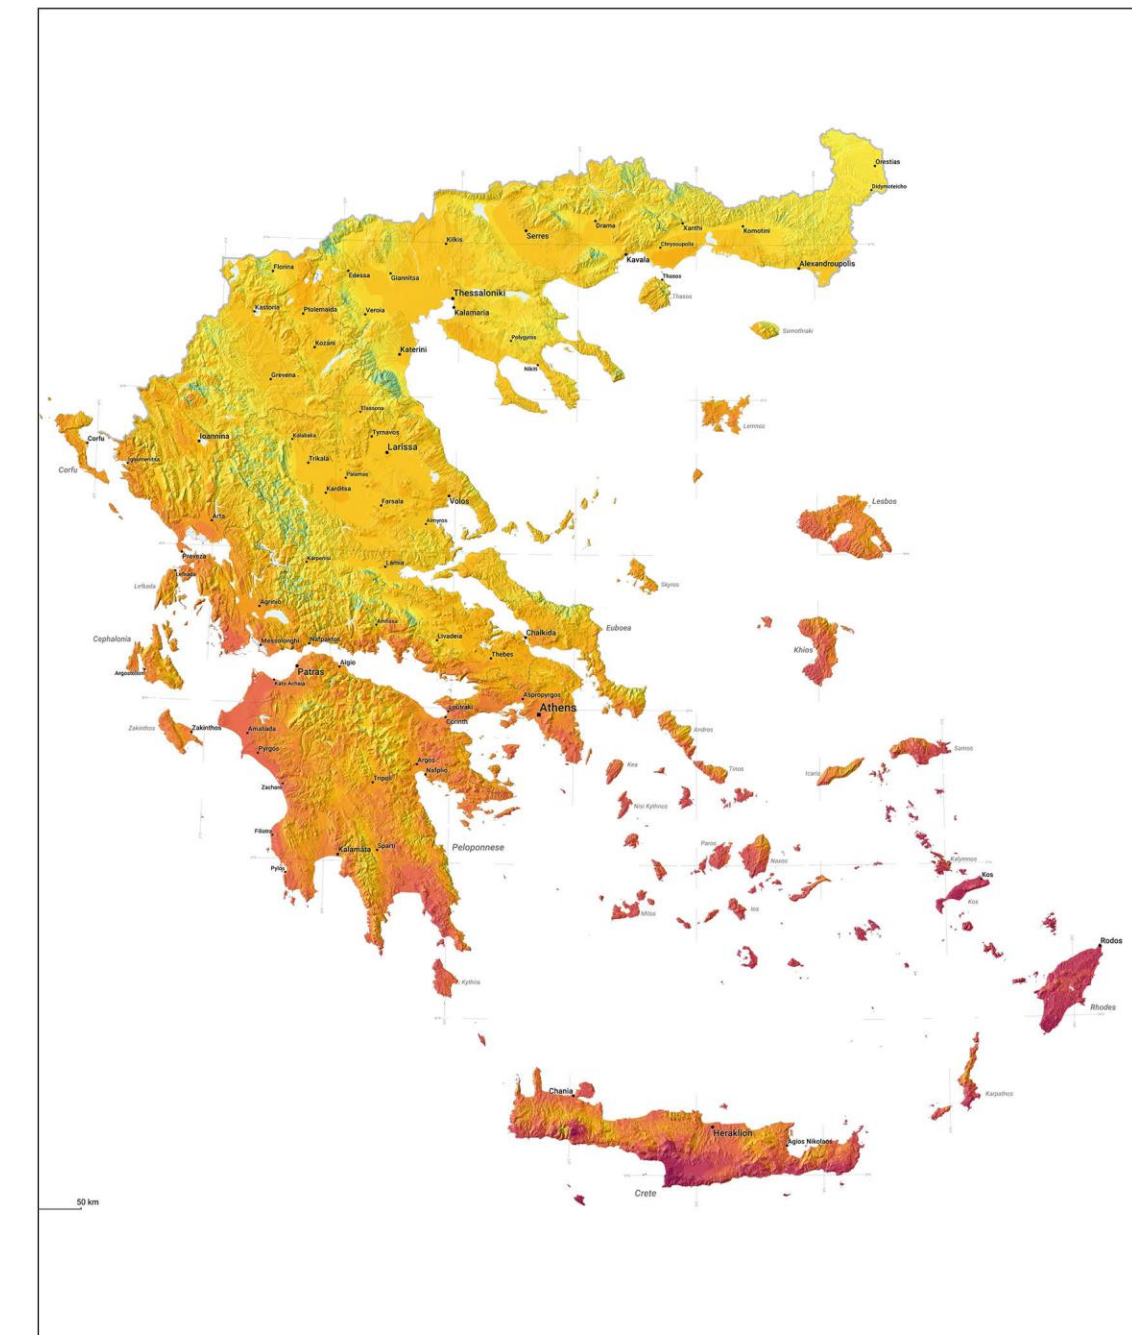 Orestias
Didymoteicho
Xanthi
Komotini
Drama
Serres
Kilkis
Chrysoupolis
Kavala
Alexandroupolis
Florina
Edessa
Giannitsa
Thasos
Thessaloniki
Thasos
Kastoria
Ptolemaida
Veroia
Kalamaria
Samothraki
Polygyros
Kozani
Katerini
Nikiti
Grevena
Elassona
Lemnos
Corfu
Ioannina
Kalabaka
Tyrnavos
Larissa
Igoumenitsa
Trikala
Corfu
Palamas
Karditsa
Farsala
Volos
Lesbos
Arta
Almyros
Preveza
Karpenisi
Lamia
Lefkada
Lefkada
Skyros
Agrinio
Amfissa
Euboea
Cephalonia
Messolonghi
Nafpaktos
Livadeia
Chalkida
Khios
Thebes
Aigio
Argostolion
Patras
Kato Achaia
Aspropyrgos
Loutraki
Athens
Corinth
Zakinthos
Zakinthos
Amaliada
Andros
Pyrgos
Samos
Argos
Kea
Tinos
Icaria
Nafplio
Tripoli
Zacharo
Nisi Kythnos
Filiatra
Paros
Kalamata
Sparti
Peloponnese
Naxos
Kalymnos
Pylos
Kos
Kos
Milos
Ios
Rodos
Kythira
Rhodes
Chania
Karpathos
Heraklion
Agios Nikolaos
Crete
50 km